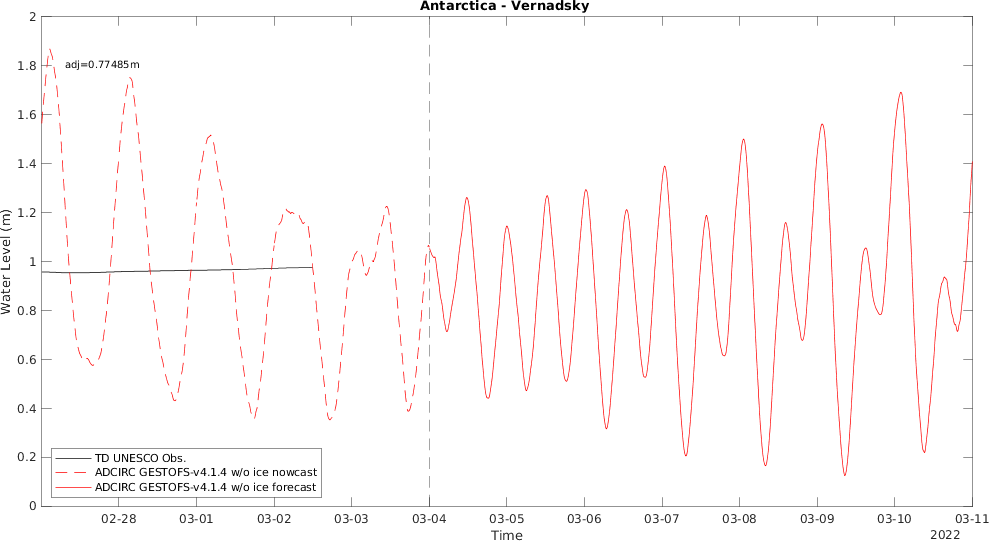 Antarctica - Vernadsky
2
1.8
1.6
1.4
1.2
1
0.8
0.6
0.4
0.2
0
Water Level (m)
adj=0.77485m
TD UNESCO Obs.
ADCIRC GESTOFS-v4.1.4 w/o ice nowcast
ADCIRC GESTOFS-v4.1.4 w/o ice forecast
02-28 03-01 03-02 03-03 03-04 03-05 03-06 03-07 03-08 03-09 03-10 03-11
Time
2022